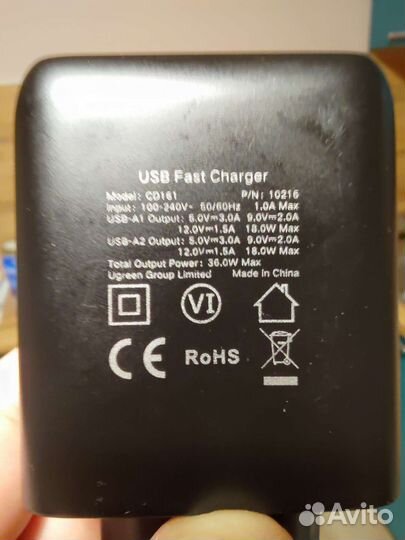 USB Fast Charger
Model: CD161 P/N: 10216
Input: 100-240V~ 50/60Hz 1.0A Max
USB-A1 Output: 5.0V⎓3.0A 9.0V⎓2.0A
12.0V⎓1.5A 18.0W Max
USB-A2 Output: 5.0V⎓3.0A 9.0V⎓2.0A
12.0V⎓1.5A 18.0W Max
Total Output Power: 36.0W Max
Ugreen Group Limited Made in China
VI
CE RoHS
Avito